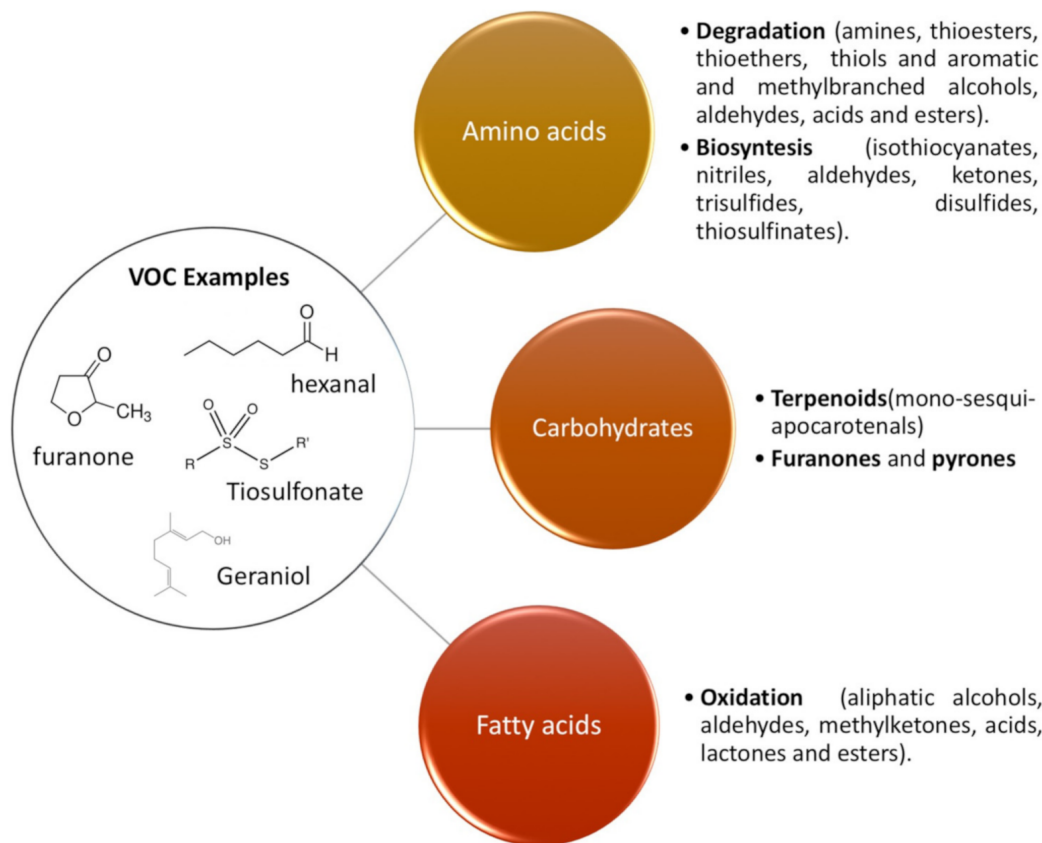 • Degradation (amines, thioesters,
thioethers, thiols and aromatic
and methylbranched alcohols,
aldehydes, acids and esters).
• Biosyntesis (isothiocyanates,
nitriles, aldehydes, ketones,
trisulfides, disulfides,
thiosulfinates).
Amino acids
VOC Examples
O
H
hexanal
O
O
CH3
furanone
O
O
S
R
S
R'
Tiosulfonate
OH
Geraniol
Carbohydrates
• Terpenoids(mono-sesqui-
apocarotenals)
• Furanones and pyrones
Fatty acids
• Oxidation (aliphatic alcohols,
aldehydes, methylketones, acids,
lactones and esters).